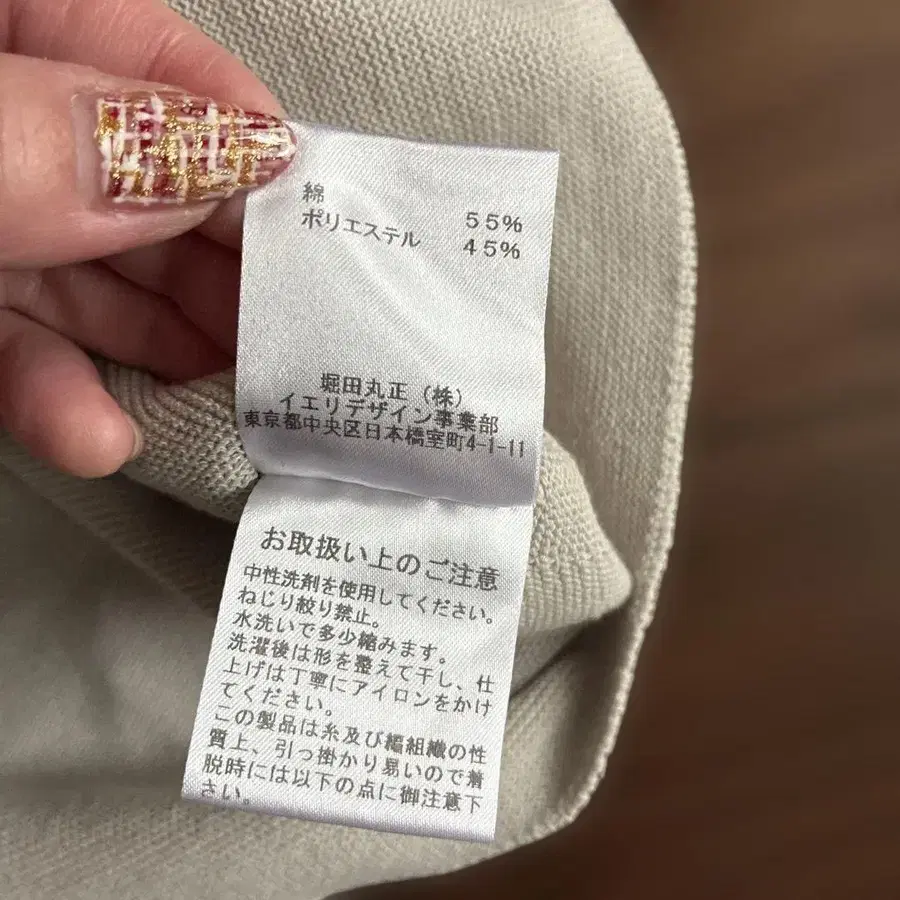 綿 55%
ポリエステル 45%
堀田丸正（株）
イエリデザイン事業部
東京都中央区日本橋室町4-1-11
お取扱い上のご注意
中性洗剤を使用してください。
ねじり絞り禁止。
水洗いで多少縮みます。
洗濯後は形を整えて干し、仕
上げは丁寧にアイロンをかけ
てください。
この製品は糸及び編組織の性
質上、引っ掛かり易いので着
脱時には以下の点に御注意下
さい。